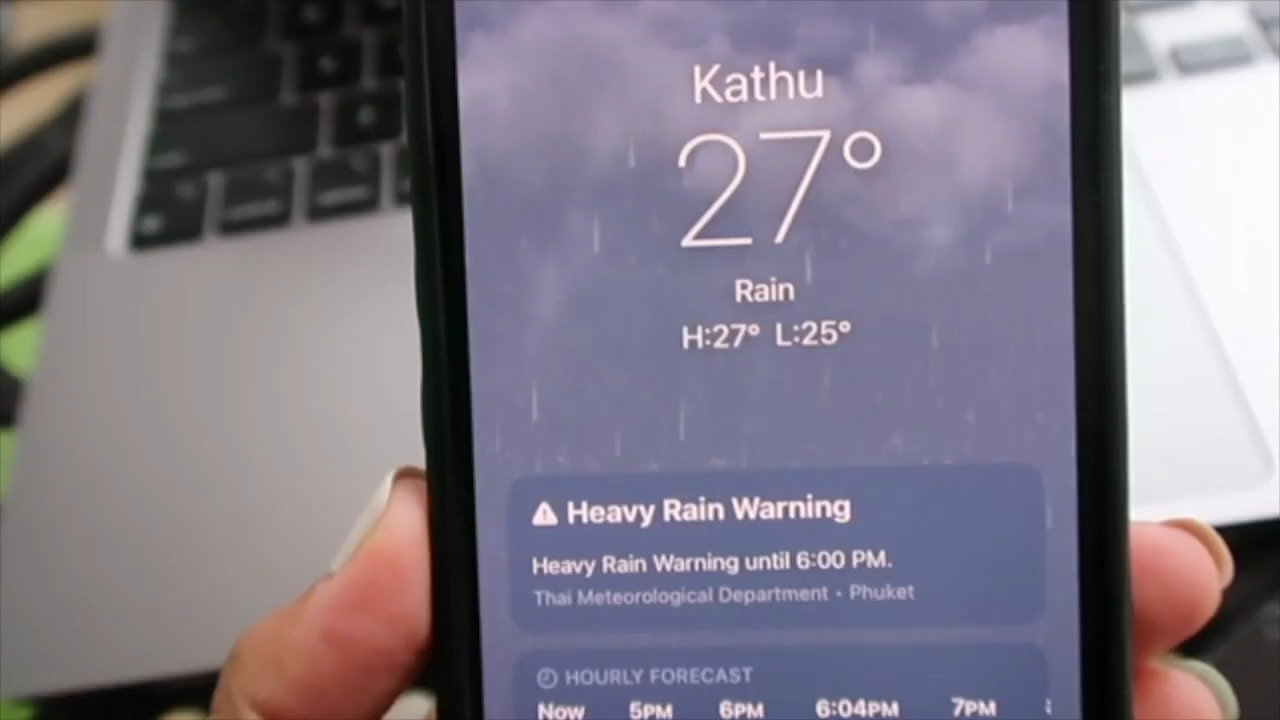 Kathu
27°
Rain
H:27° L:25°
Heavy Rain Warning
Heavy Rain Warning until 6:00 PM.
Thai Meteorological Department • Phuket
HOURLY FORECAST
Now 5PM 6PM 6:04PM 7PM